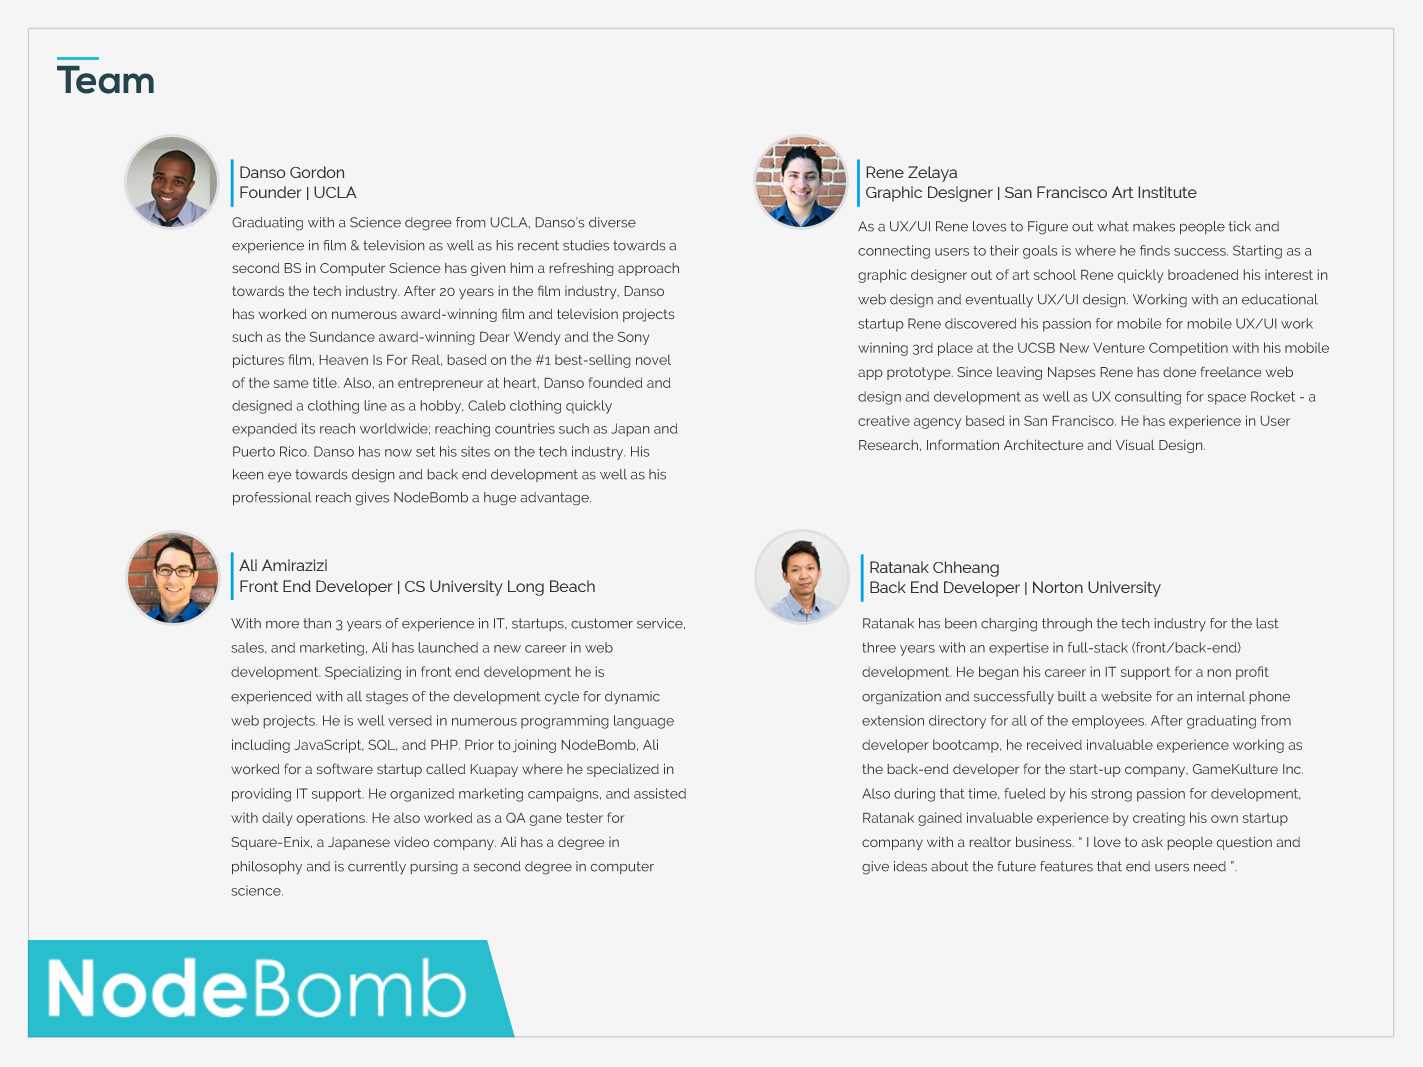 Team
Danso Gordon
Founder | UCLA
Graduating with a Science degree from UCLA, Danso's diverse
experience in film & television as well as his recent studies towards a
second BS in Computer Science has given him a refreshing approach
towards the tech industry. After 20 years in the film industry, Danso
has worked on numerous award-winning film and television projects
such as the Sundance award-winning Dear Wendy and the Sony
pictures film, Heaven Is For Real, based on the #1 best-selling novel
of the same title. Also, an entrepreneur at heart, Danso founded and
designed a clothing line as a hobby, Caleb clothing quickly
expanded its reach worldwide; reaching countries such as Japan and
Puerto Rico. Danso has now set his sites on the tech industry. His
keen eye towards design and back end development as well as his
professional reach gives NodeBomb a huge advantage.
Rene Zelaya
Graphic Designer | San Francisco Art Institute
As a UX/UI Rene loves to Figure out what makes people tick and
connecting users to their goals is where he finds success. Starting as a
graphic designer out of art school Rene quickly broadened his interest in
web design and eventually UX/UI design. Working with an educational
startup Rene discovered his passion for mobile for mobile UX/UI work
winning 3rd place at the UCSB New Venture Competition with his mobile
app prototype. Since leaving Napses Rene has done freelance web
design and development as well as UX consulting for space Rocket - a
creative agency based in San Francisco. He has experience in User
Research, Information Architecture and Visual Design.
Ali Amirazizi
Front End Developer | CS University Long Beach
With more than 3 years of experience in IT, startups, customer service,
sales, and marketing, Ali has launched a new career in web
development. Specializing in front end development he is
experienced with all stages of the development cycle for dynamic
web projects. He is well versed in numerous programming language
including JavaScript, SQL, and PHP. Prior to joining NodeBomb, Ali
worked for a software startup called Kuapay where he specialized in
providing IT support. He organized marketing campaigns, and assisted
with daily operations. He also worked as a QA gane tester for
Square-Enix, a Japanese video company. Ali has a degree in
philosophy and is currently pursing a second degree in computer
science.
Ratanak Chheang
Back End Developer | Norton University
Ratanak has been charging through the tech industry for the last
three years with an expertise in full-stack (front/back-end)
development. He began his career in IT support for a non profit
organization and successfully built a website for an internal phone
extension directory for all of the employees. After graduating from
developer bootcamp, he received invaluable experience working as
the back-end developer for the start-up company, GameKulture Inc.
Also during that time, fueled by his strong passion for development,
Ratanak gained invaluable experience by creating his own startup
company with a realtor business. “ I love to ask people question and
give ideas about the future features that end users need ”.
NodeBomb